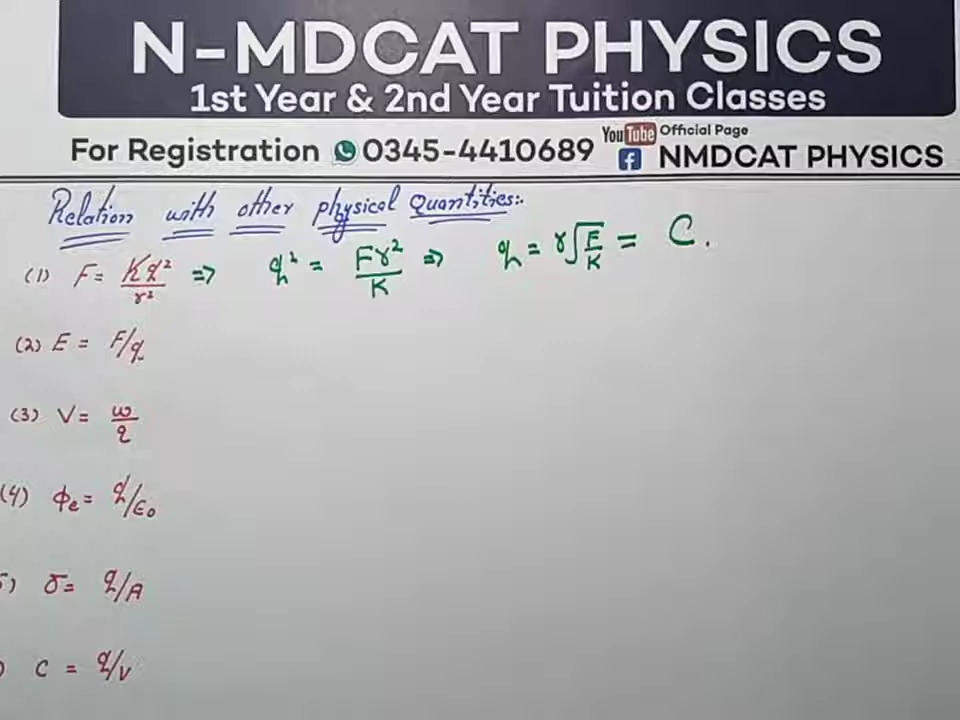 N-MDCAT PHYSICS
1st Year & 2nd Year Tuition Classes
For Registration 0345-4410689 YouTube Official Page
NMDCAT PHYSICS
Relation with other physical Quantities:-
(1) F = Kq²/r² ⇒ q² = Fr²/K ⇒ q = r√F/K = C.
(2) E = F/q
(3) V = w/q
(4) ϕe = q/ϵ0
5) σ = q/A
) C = q/V